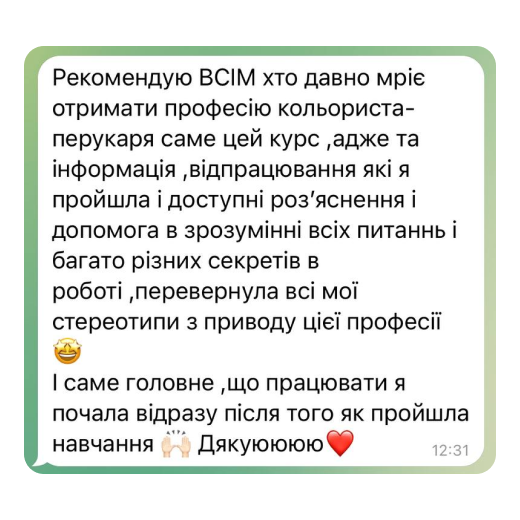 Рекомендую ВСІМ хто давно мріє
отримати професію кольориста-
перукаря саме цей курс ,адже та
інформація ,відпрацювання які я
пройшла і доступні роз’яснення і
допомога в зрозумінні всіх питаннь і
багато різних секретів в
роботі ,перевернула всі мої
стереотипи з приводу цієї професії
🤩
І саме головне ,що працювати я
почала відразу після того як пройшла
навчання 🙌🏻 Дякуюююю❤️
12:31